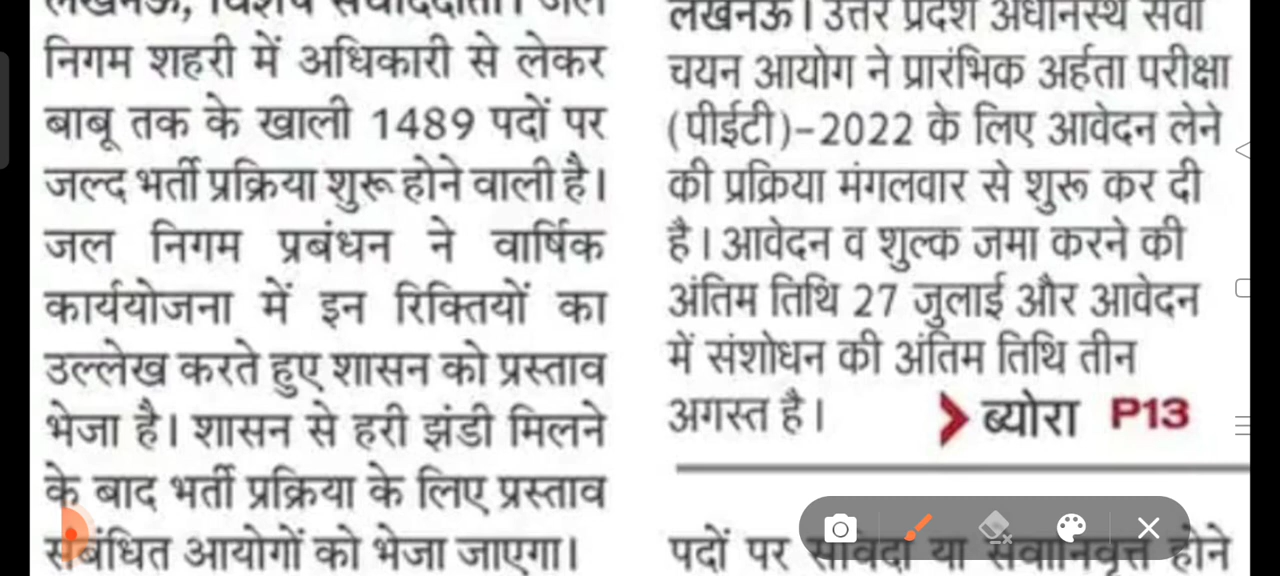 लखनऊ, विशेष संवाददाता। जल
निगम शहरी में अधिकारी से लेकर
बाबू तक के खाली 1489 पदों पर
जल्द भर्ती प्रक्रिया शुरू होने वाली है।
जल निगम प्रबंधन ने वार्षिक
कार्ययोजना में इन रिक्तियों का
उल्लेख करते हुए शासन को प्रस्ताव
भेजा है। शासन से हरी झंडी मिलने
के बाद भर्ती प्रक्रिया के लिए प्रस्ताव
संबंधित आयोगों को भेजा जाएगा।
लखनऊ। उत्तर प्रदेश अधीनस्थ सेवा
चयन आयोग ने प्रारंभिक अर्हता परीक्षा
(पीईटी)-2022 के लिए आवेदन लेने
की प्रक्रिया मंगलवार से शुरू कर दी
है। आवेदन व शुल्क जमा करने की
अंतिम तिथि 27 जुलाई और आवेदन
में संशोधन की अंतिम तिथि तीन
अगस्त है।
ब्योरा P13
पदों पर संविदा या सेवानिवृत्त होने